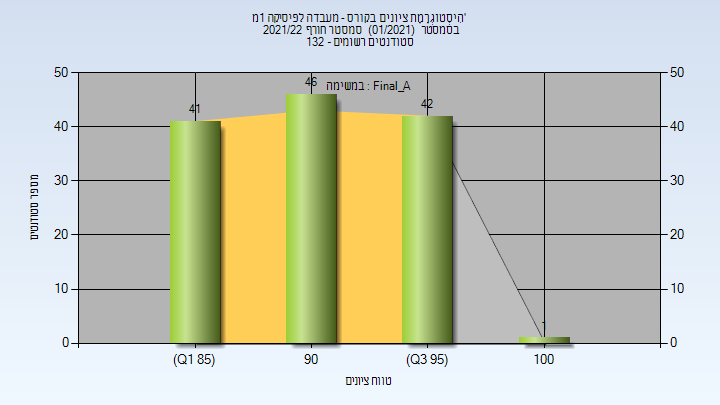 הִיסְטוֹגְרָמַת ציונים בקורס - מעבדה לפיסיקה 1מ'
בסמסטר (01/2021) סמסטר חורף 2021/22
סטודנטים רשומים - 132
במשימה : Final_A
50
40
30
20
10
0
50
40
30
20
10
0
41
46
42
1
(Q1 85)
90
(Q3 95)
100
מספר סטודנטים
טווח ציונים